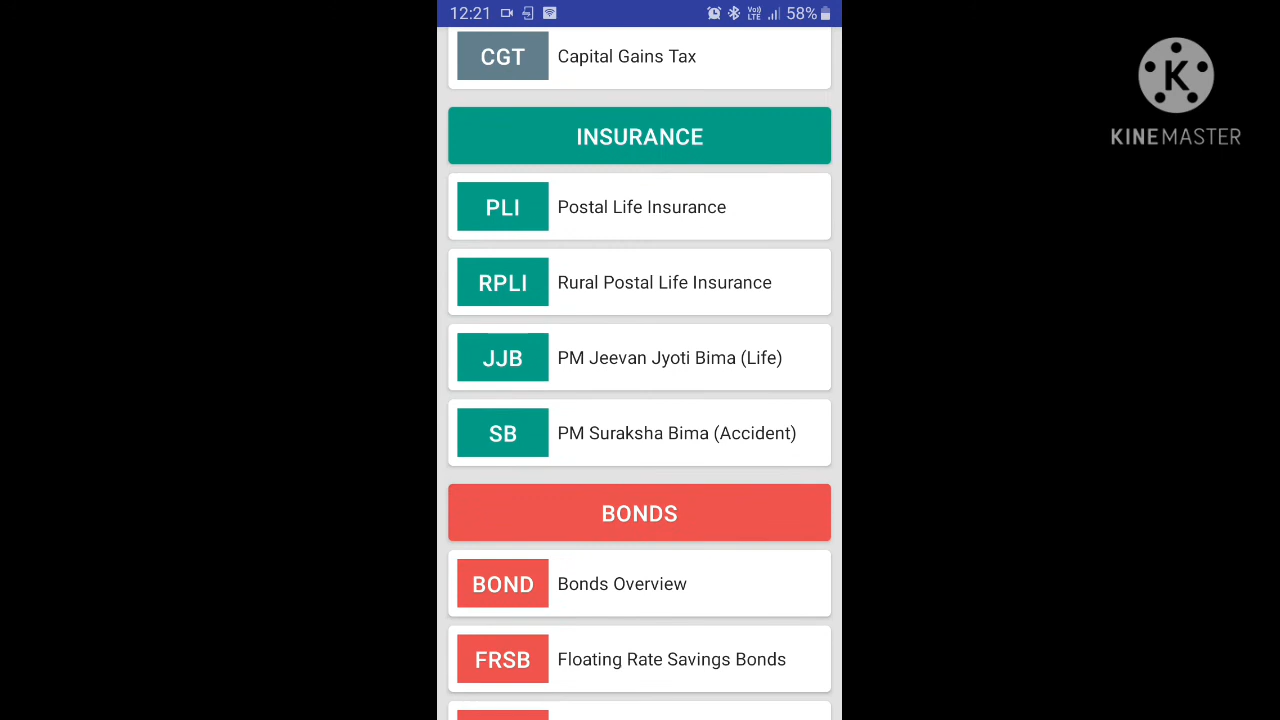 12:21
Vo))
LTE
58%
CGT Capital Gains Tax
K
KINEMASTER
INSURANCE
PLI Postal Life Insurance
RPLI Rural Postal Life Insurance
JJB PM Jeevan Jyoti Bima (Life)
SB PM Suraksha Bima (Accident)
BONDS
BOND Bonds Overview
FRSB Floating Rate Savings Bonds